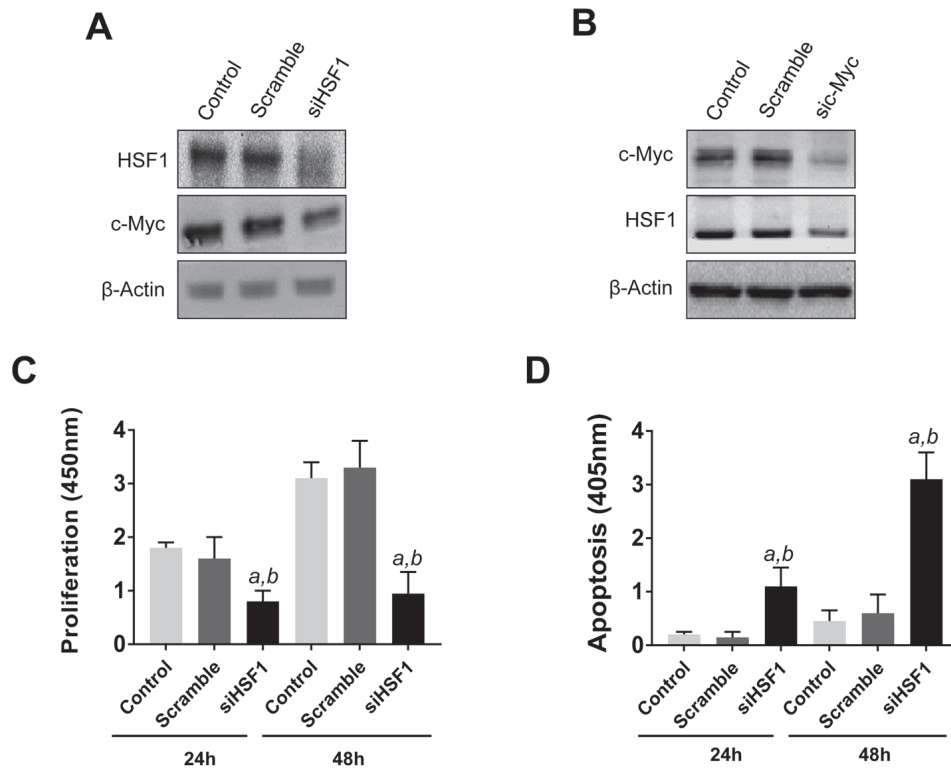 A
Control
Scramble
siHSF1
HSF1
c-Myc
β-Actin
B
Control
Scramble
sic-Myc
c-Myc
HSF1
β-Actin
C
Proliferation (450nm)
4
3
2
1
0
a,b
a,b
Control
Scramble
siHSF1
Control
Scramble
siHSF1
24h
48h
D
Apoptosis (405nm)
4
3
2
1
0
a,b
a,b
Control
Scramble
siHSF1
Control
Scramble
siHSF1
24h
48h